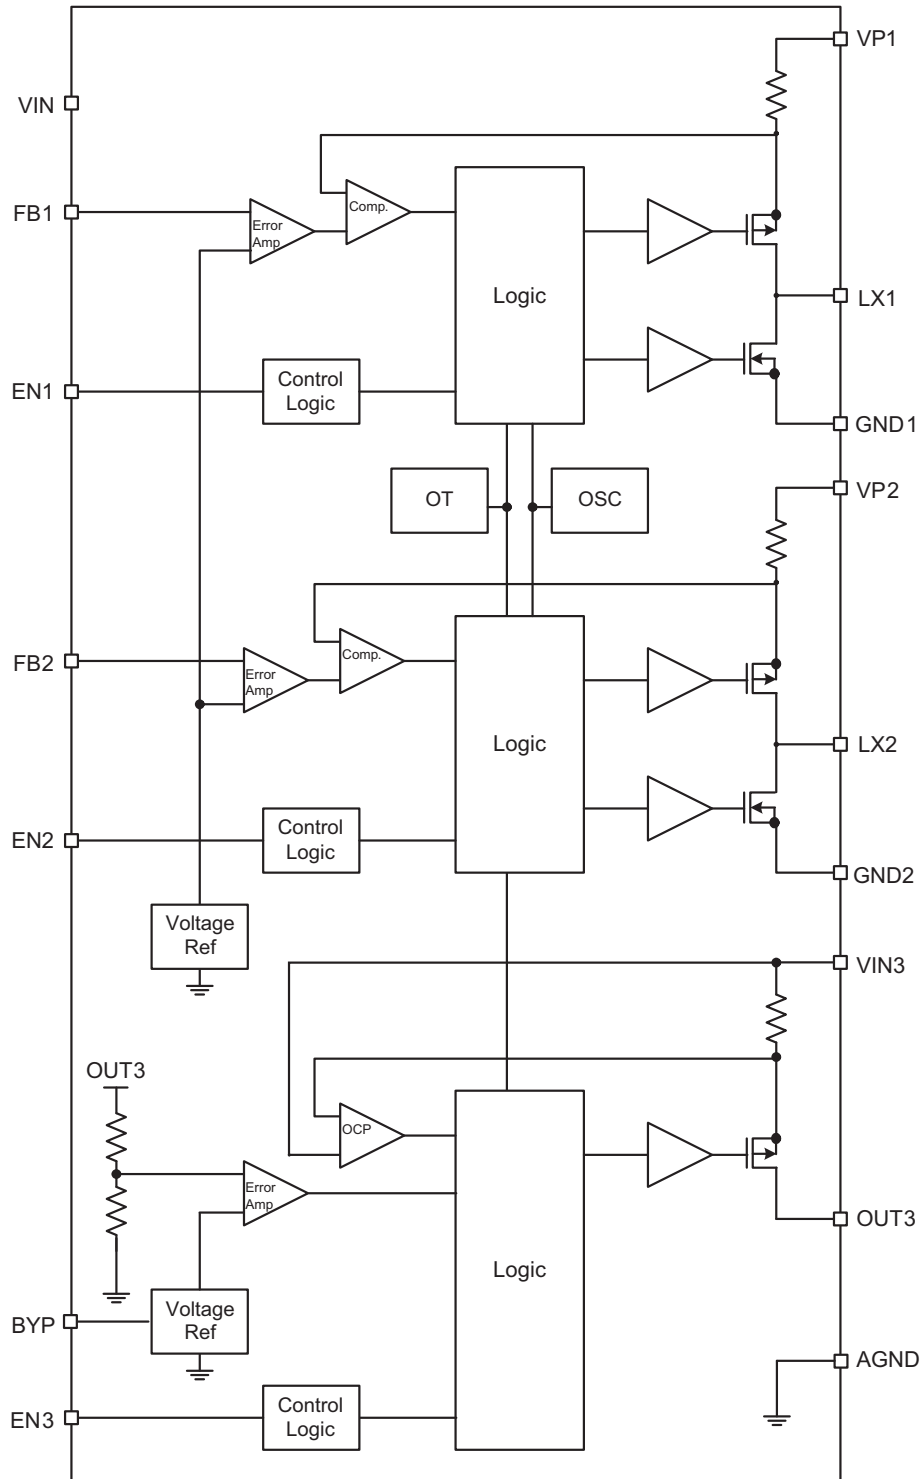 VP1
VIN
Comp.
FB1
Error
Amp
Logic
LX1
EN1
Control
Logic
GND1
VP2
OT
OSC
Comp.
FB2
Error
Amp
Logic
LX2
EN2
Control
Logic
GND2
Voltage
Ref
VIN3
OUT3
OCP
Error
Amp
OUT3
Logic
BYP
Voltage
Ref
AGND
EN3
Control
Logic